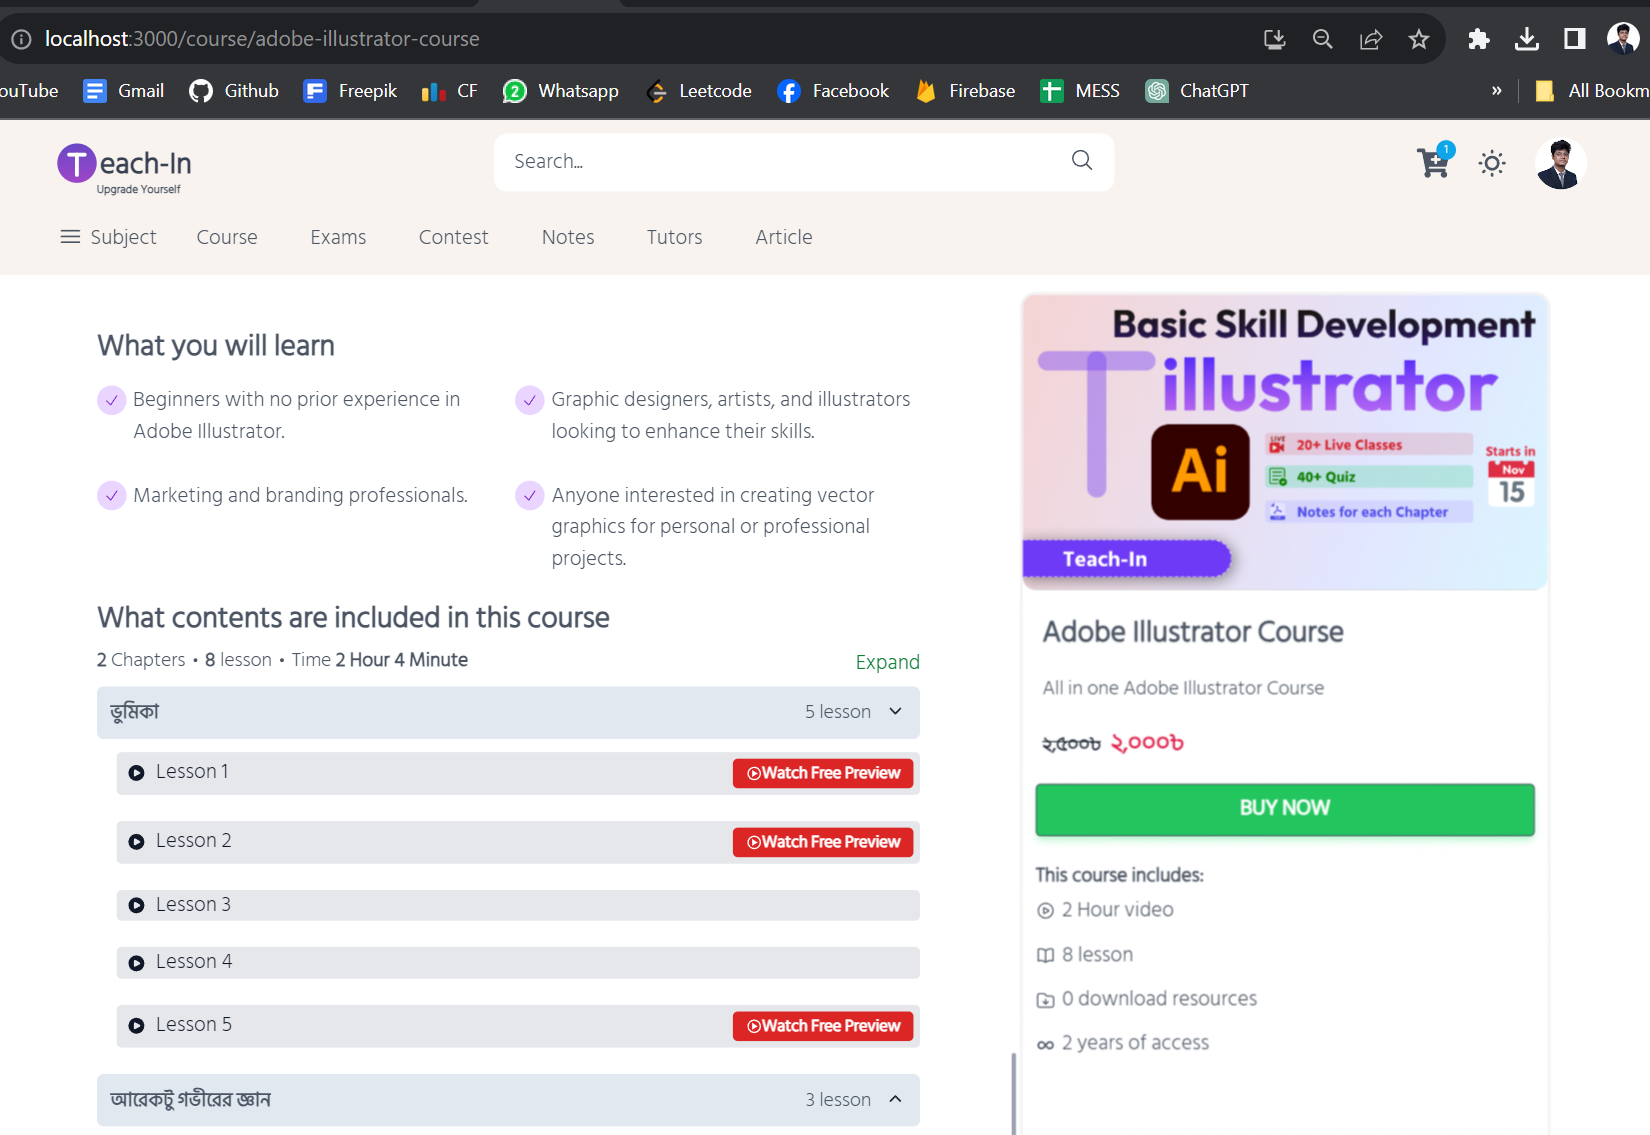 localhost:3000/course/adobe-illustrator-course
ouTube Gmail Github Freepik CF 2 Whatsapp Leetcode Facebook Firebase MESS ChatGPT » All Bookm
Teach-In
Upgrade Yourself
Search...
1
Subject Course Exams Contest Notes Tutors Article
What you will learn
Beginners with no prior experience in
Adobe Illustrator.
Graphic designers, artists, and illustrators
looking to enhance their skills.
Marketing and branding professionals.
Anyone interested in creating vector
graphics for personal or professional
projects.
What contents are included in this course
2 Chapters • 8 lesson • Time 2 Hour 4 Minute
Expand
ভুমিকা 5 lesson
Lesson 1 Watch Free Preview
Lesson 2 Watch Free Preview
Lesson 3
Lesson 4
Lesson 5 Watch Free Preview
আরেকটু গভীরের জ্ঞান 3 lesson
Basic Skill Development
T illustrator
Ai
LIVE 20+ Live Classes
40+ Quiz
Notes for each Chapter
Starts in
Nov
15
Teach-In
Adobe Illustrator Course
All in one Adobe Illustrator Course
২,৫০০৳ ২,০০০৳
BUY NOW
This course includes:
2 Hour video
8 lesson
0 download resources
2 years of access